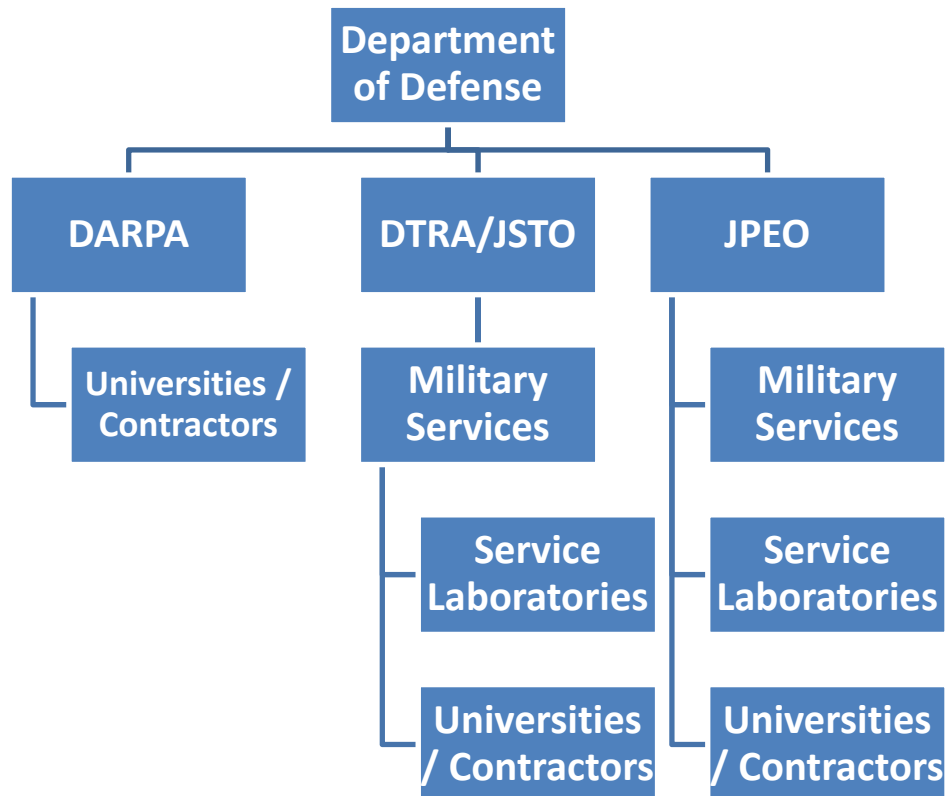 Department
of Defense
DARPA
DTRA/JSTO
JPEO
Universities /
Contractors
Military
Services
Military
Services
Service
Laboratories
Service
Laboratories
Universities
/ Contractors
Universities
/ Contractors